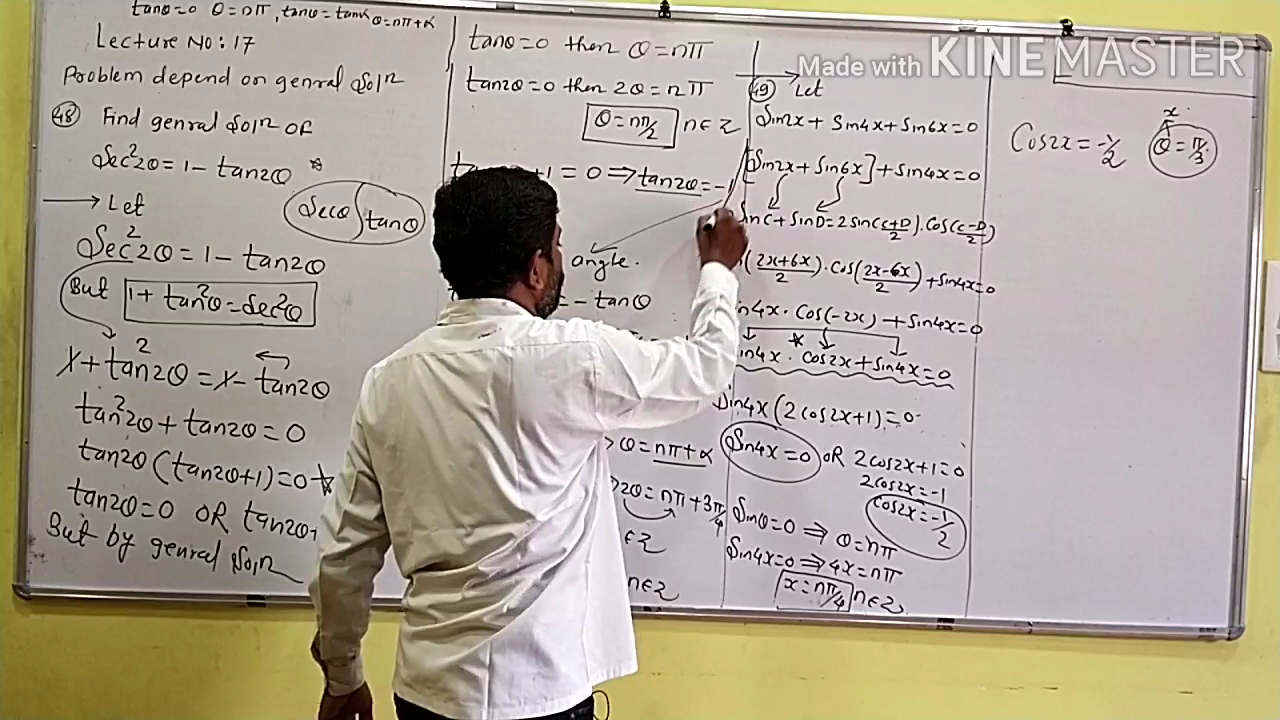 tanθ=0 θ=nπ, tanθ=tanα θ=nπ+α
Lecture No: 17
Problem depend on genral Solⁿ
48 Find genral Solⁿ of
Sec²2θ = 1 - tan2θ *
→ Let
Secθ tanθ
Sec²2θ = 1 - tan2θ
But 1 + tan²θ = Sec²θ
1 + tan²2θ = 1 - tan2θ
tan²2θ + tan2θ = 0
tan2θ (tan2θ+1) = 0
tan2θ = 0 OR tan2θ+
But by genral Solⁿ
tanθ=0 then θ=nπ
tan2θ=0 then 2θ=nπ
θ = nπ/2 n∈Z
+1 = 0 ⇒ tan2θ = -1
angle.
= - tanθ
θ = nπ + α
2θ = nπ + 3π/4
∈Z
n∈Z
Made with KINEMASTER
49 → Let
Sin2x + Sin4x + Sin6x = 0
[Sin2x + Sin6x] + Sin4x = 0
SinC + SinD = 2Sin(C+D/2) . Cos(C-D/2)
(2x+6x/2) . Cos(2x-6x/2) + Sin4x = 0
in4x . Cos(-2x) + Sin4x = 0
*
in4x . Cos2x + Sin4x = 0
Sin4x (2Cos2x+1) = 0
Sin4x = 0 OR 2Cos2x+1 = 0
2Cos2x = -1
Cos2x = -1/2
Sinθ = 0 ⇒ θ = nπ
Sin4x = 0 ⇒ 4x = nπ
x = nπ/4 n∈Z
Cos2x = -1/2
x
θ = π/3